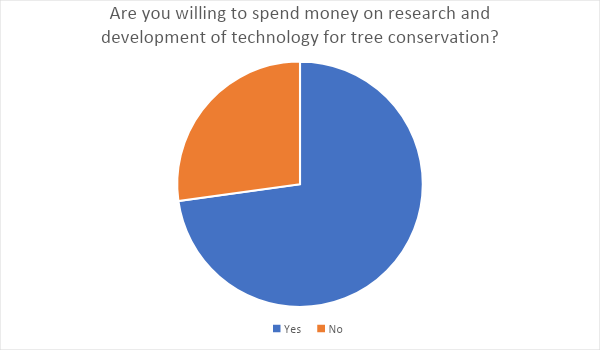 Are you willing to spend money on research and
development of technology for tree conservation?
Yes No